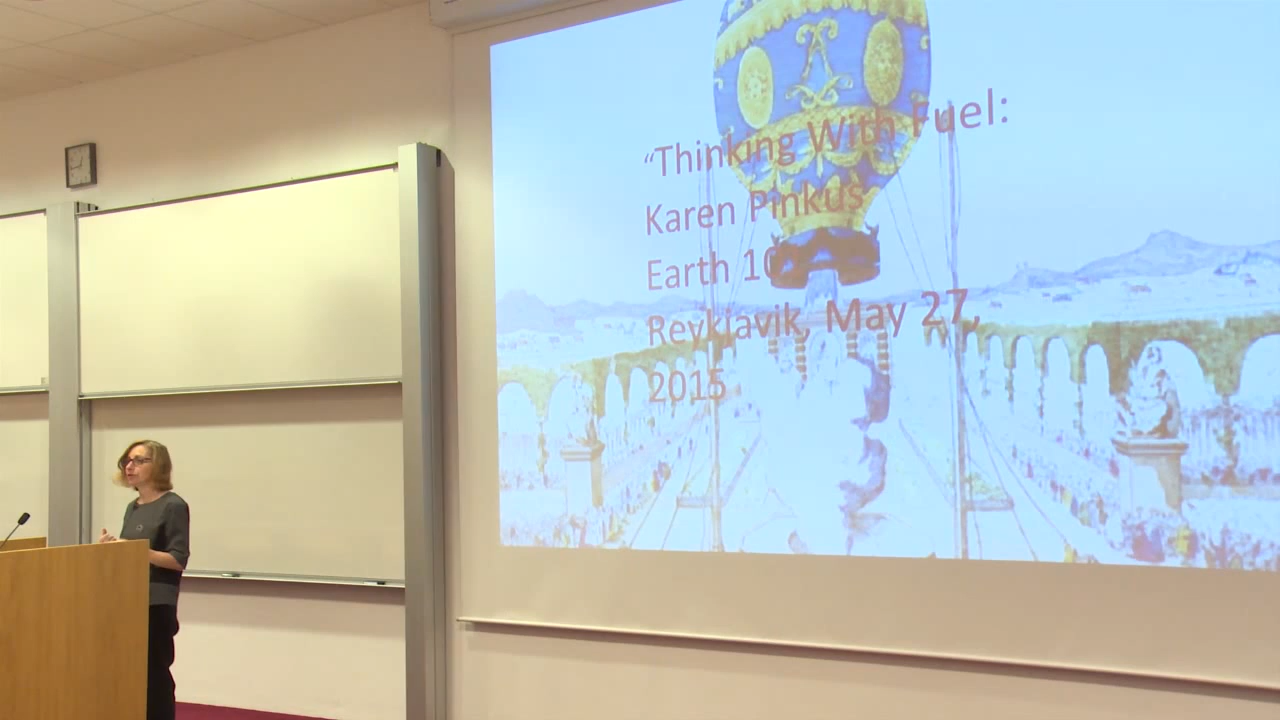 “Thinking With Fuel:
Karen Pinkus
Earth 10
Reykjavik, May 27,
2015